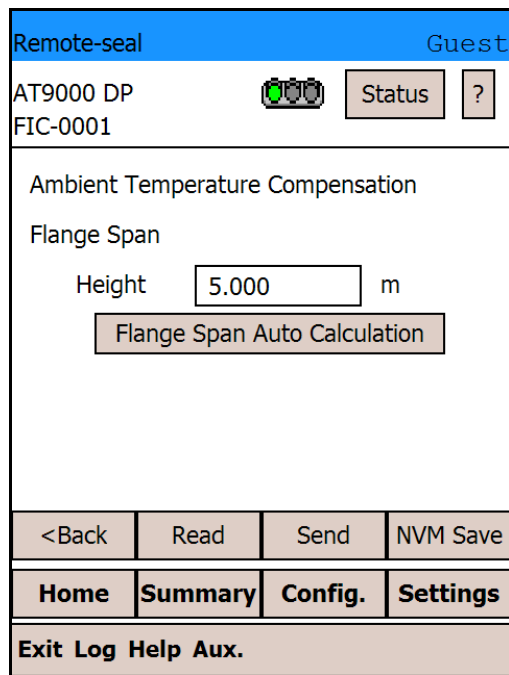 Remote-seal Guest
AT9000 DP Status ?
FIC-0001
Ambient Temperature Compensation
Flange Span
Height 5.000 m
Flange Span Auto Calculation
<Back Read Send NVM Save
Home Summary Config. Settings
Exit Log Help Aux.